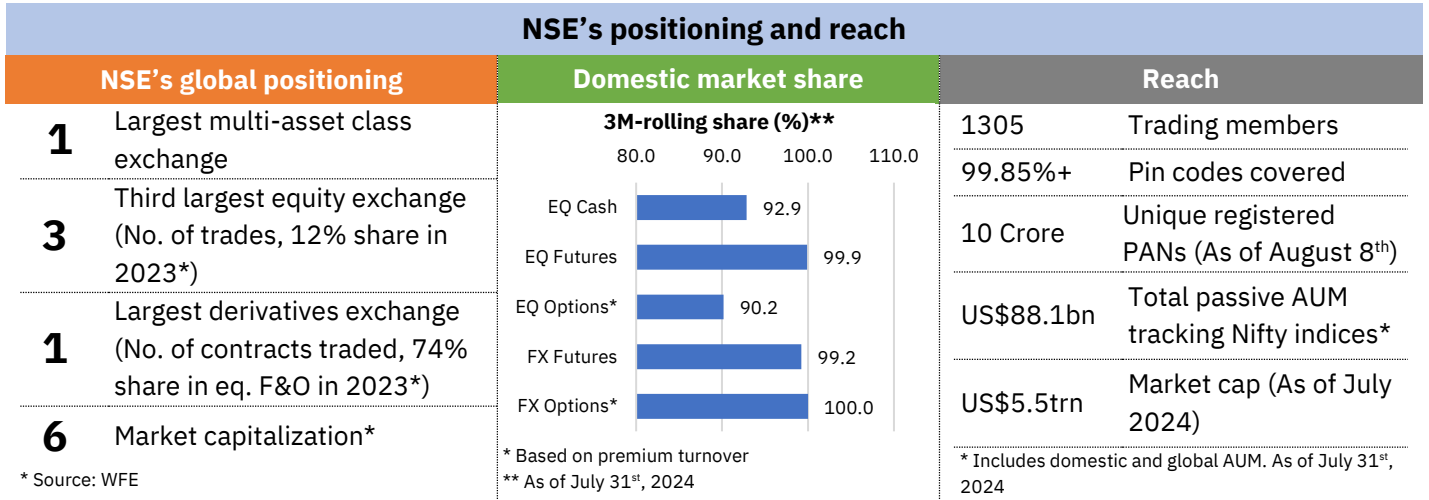 NSE’s positioning and reach
NSE’s global positioning
1
Largest multi-asset class
exchange
3
Third largest equity exchange
(No. of trades, 12% share in
2023*)
1
Largest derivatives exchange
(No. of contracts traded, 74%
share in eq. F&O in 2023*)
6
Market capitalization*
* Source: WFE
Domestic market share
3M-rolling share (%)**
80.0 90.0 100.0 110.0
EQ Cash 92.9
EQ Futures 99.9
EQ Options* 90.2
FX Futures 99.2
FX Options* 100.0
* Based on premium turnover
** As of July 31st, 2024
Reach
1305 Trading members
99.85%+ Pin codes covered
10 Crore
Unique registered
PANs (As of August 8th)
US$88.1bn
Total passive AUM
tracking Nifty indices*
US$5.5trn
Market cap (As of July
2024)
* Includes domestic and global AUM. As of July 31st,
2024